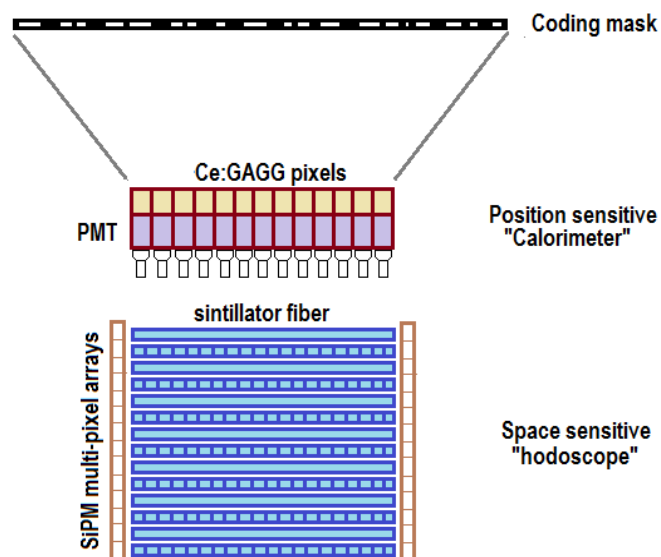 Coding mask
Ce:GAGG pixels
PMT
Position sensitive
"Calorimeter"
sintillator fiber
SiPM multi-pixel arrays
Space sensitive
"hodoscope"